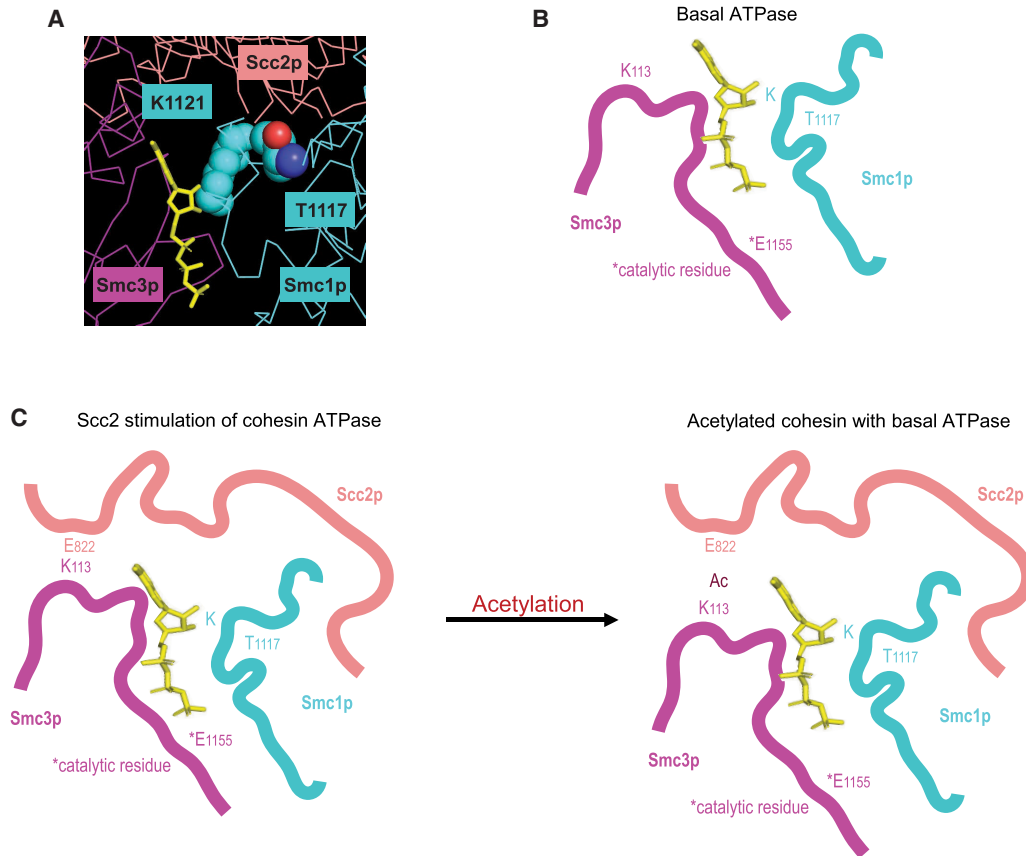 A
Scc2p
K1121
T1117
Smc3p
Smc1p
B
Basal ATPase
K113
K
T1117
Smc1p
Smc3p
*E1155
*catalytic residue
C
Scc2 stimulation of cohesin ATPase
Scc2p
E822
K113
K
T1117
Smc1p
Smc3p
*E1155
*catalytic residue
Acetylation
Acetylated cohesin with basal ATPase
Scc2p
E822
Ac
K113
K
T1117
Smc1p
Smc3p
*E1155
*catalytic residue